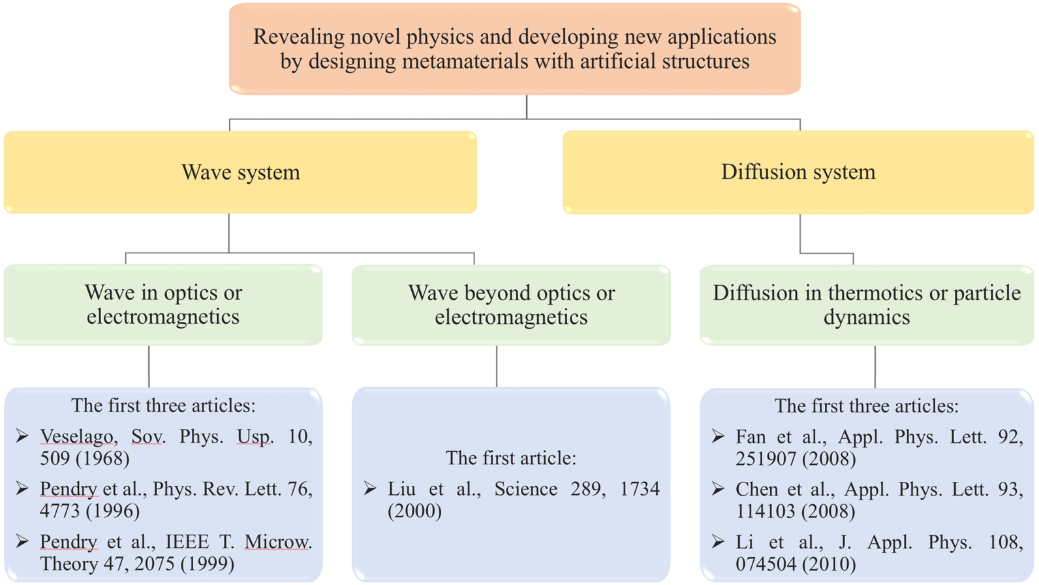 Revealing novel physics and developing new applications
by designing metamaterials with artificial structures
Wave system
Diffusion system
Wave in optics or
electromagnetics
Wave beyond optics or
electromagnetics
Diffusion in thermotics or particle
dynamics
The first three articles:
➢ Veselago, Sov. Phys. Usp. 10,
509 (1968)
➢ Pendry et al., Phys. Rev. Lett. 76,
4773 (1996)
➢ Pendry et al., IEEE T. Microw.
Theory 47, 2075 (1999)
The first article:
➢ Liu et al., Science 289, 1734
(2000)
The first three articles:
➢ Fan et al., Appl. Phys. Lett. 92,
251907 (2008)
➢ Chen et al., Appl. Phys. Lett. 93,
114103 (2008)
➢ Li et al., J. Appl. Phys. 108,
074504 (2010)